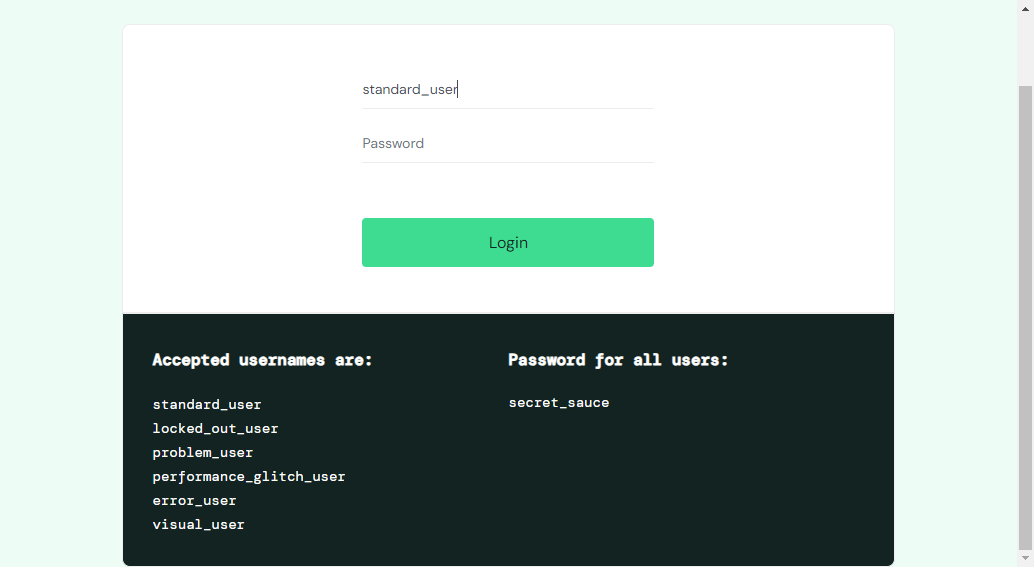 standard_user
Password
Login
Accepted usernames are:
standard_user
locked_out_user
problem_user
performance_glitch_user
error_user
visual_user
Password for all users:
secret_sauce